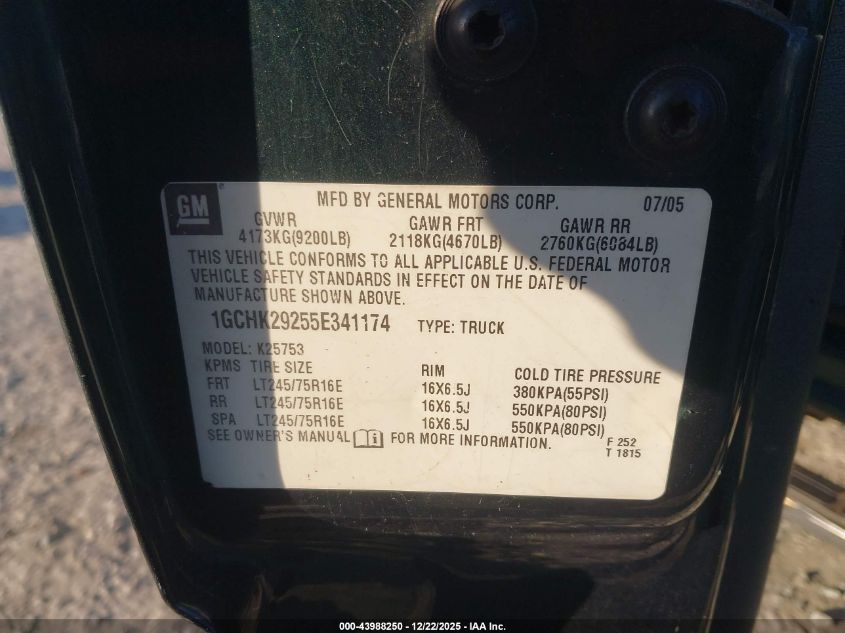 GM
MFD BY GENERAL MOTORS CORP. 07/05
GVWR GAWR FRT GAWR RR
4173KG(9200LB) 2118KG(4670LB) 2760KG(6084LB)
THIS VEHICLE CONFORMS TO ALL APPLICABLE U.S. FEDERAL MOTOR
VEHICLE SAFETY STANDARDS IN EFFECT ON THE DATE OF
MANUFACTURE SHOWN ABOVE.
1GCHK29255E341174 TYPE: TRUCK
MODEL: K25753
KPMS TIRE SIZE RIM COLD TIRE PRESSURE
FRT LT245/75R16E 16X6.5J 380KPA(55PSI)
RR LT245/75R16E 16X6.5J 550KPA(80PSI)
SPA LT245/75R16E 16X6.5J 550KPA(80PSI)
SEE OWNER'S MANUAL i FOR MORE INFORMATION.
F 252
T 1815
000-43988250 - 12/22/2025 - IAA Inc.